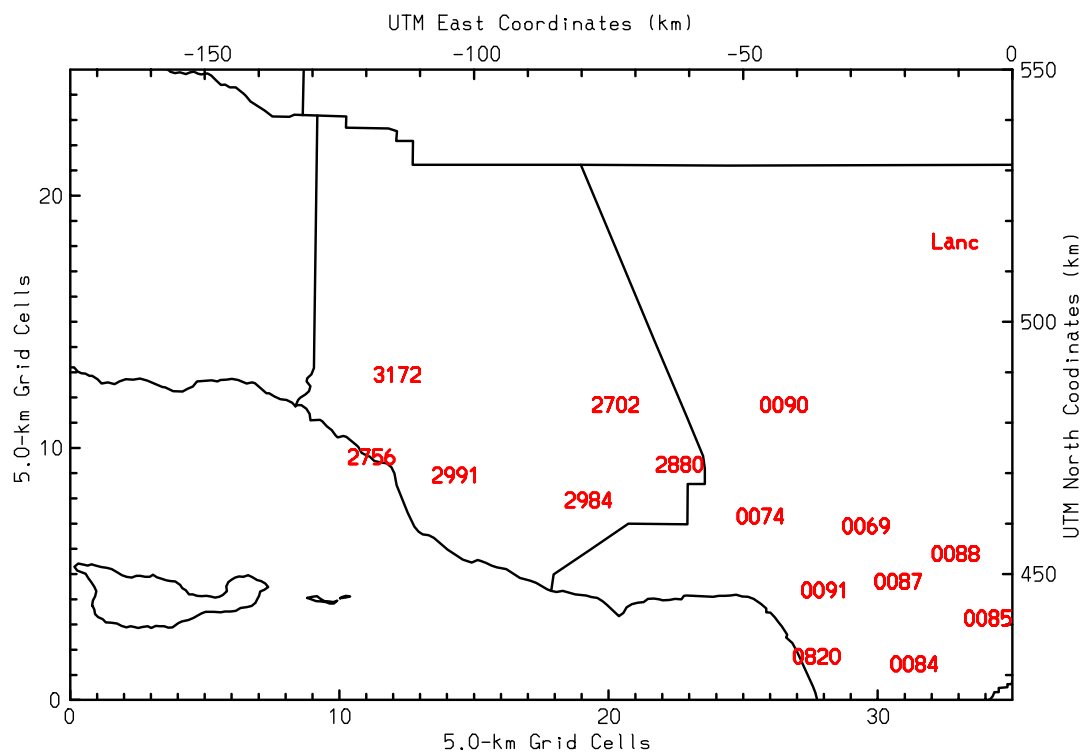 UTM East Coordinates (km)
-150 -100 -50 0
550
20
Lanc
5.0-km Grid Cells
UTM North Coodinates (km)
500
3172
2702 0090
10
2756 2991 2880
2984 0074 0069
0088
450
0091 0087
0085
0820 0084
0
0 10 20 30
5.0-km Grid Cells